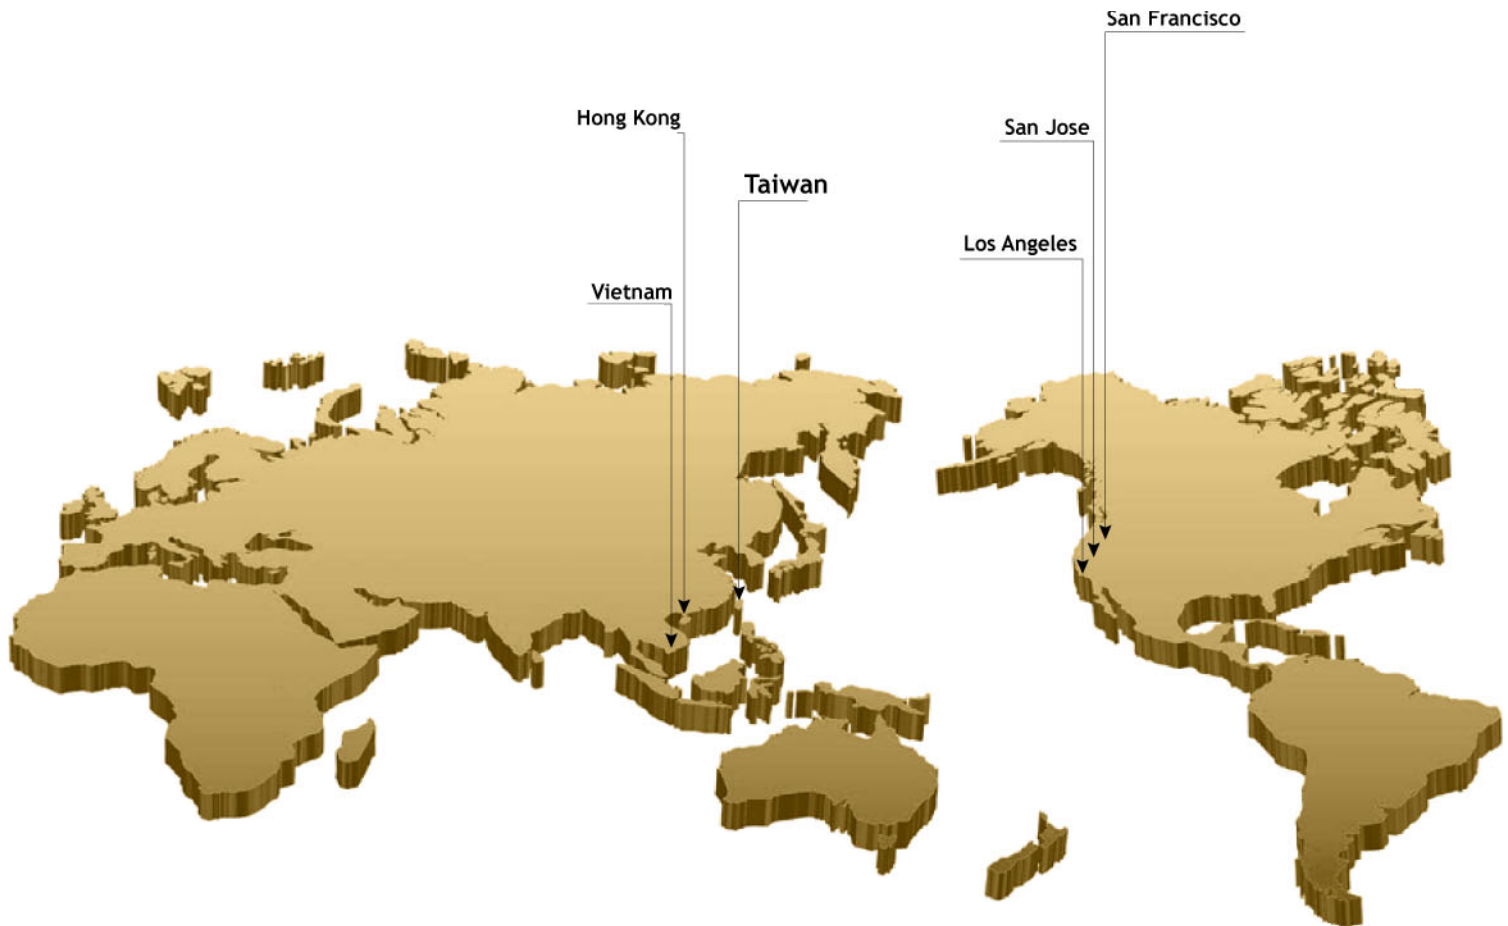 San Francisco
Hong Kong
San Jose
Taiwan
Los Angeles
Vietnam